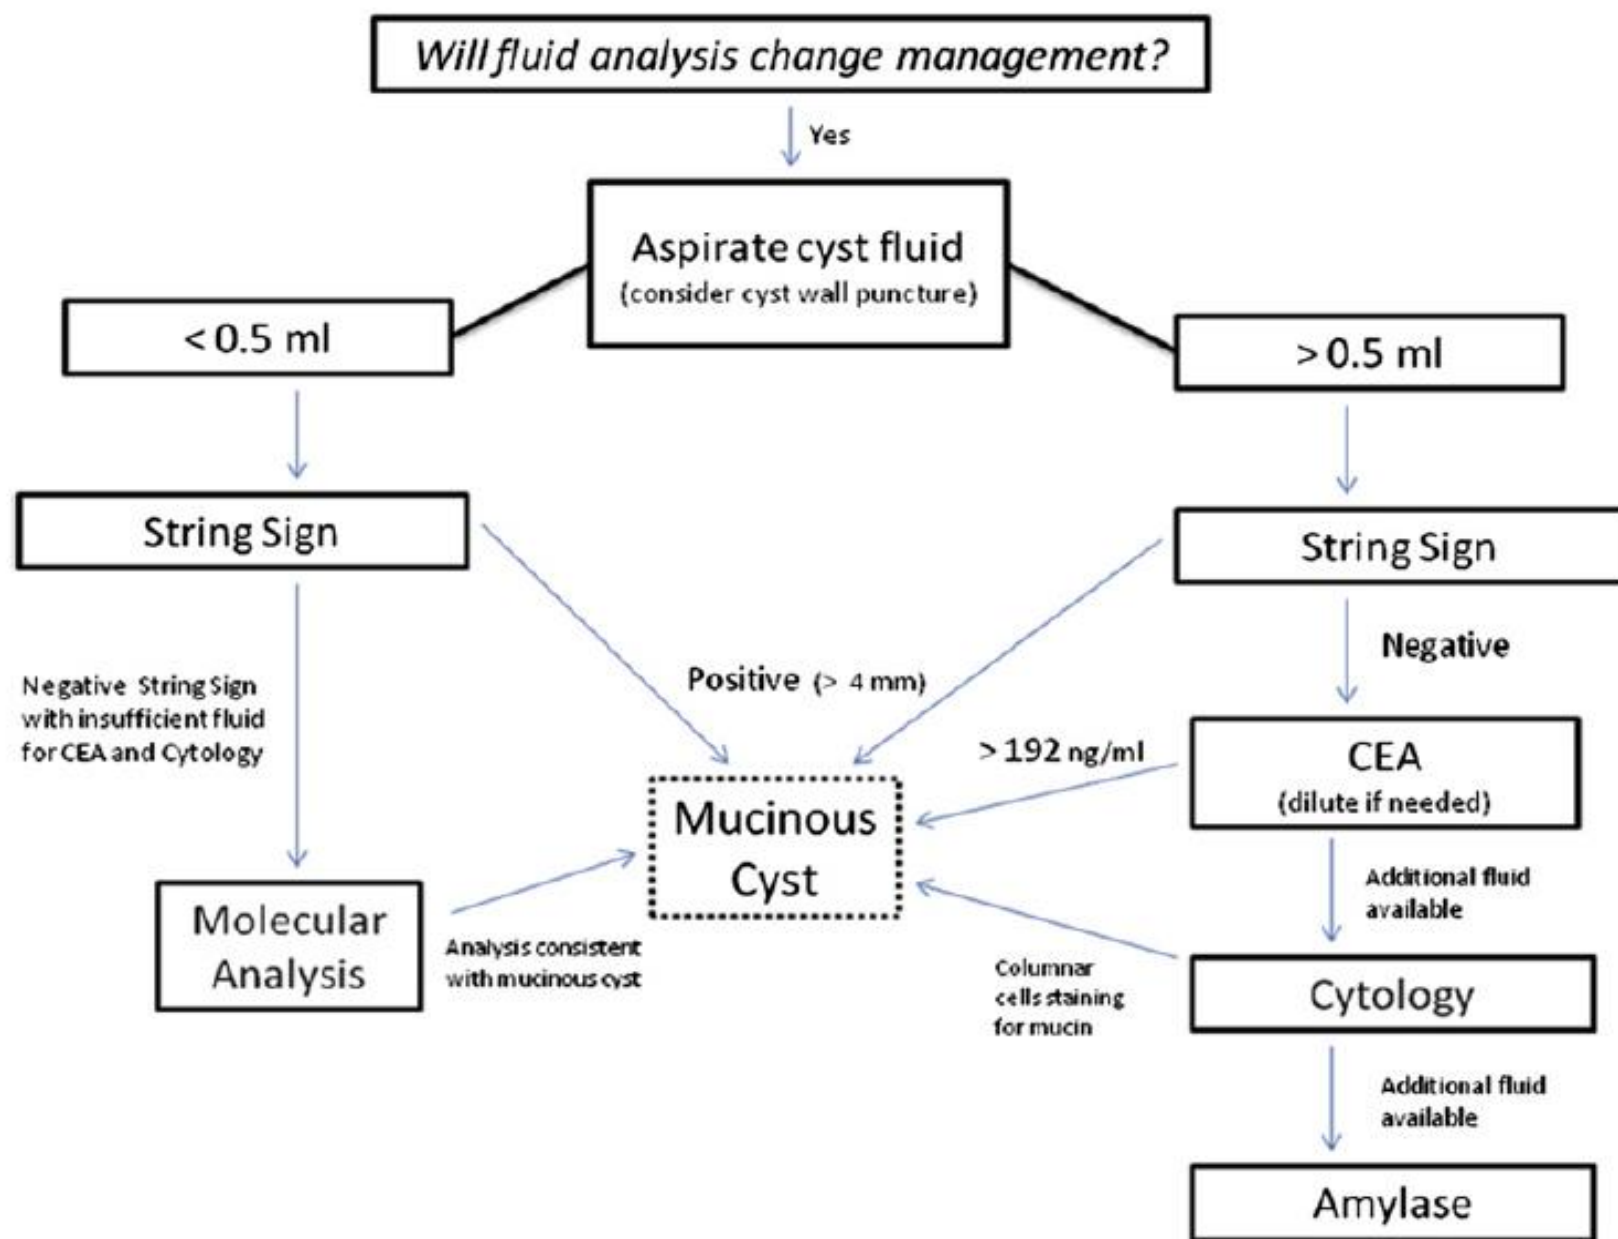 Will fluid analysis change management?
Yes
Aspirate cyst fluid
(consider cyst wall puncture)
< 0.5 ml
> 0.5 ml
String Sign
String Sign
Negative
Negative String Sign
with insufficient fluid
for CEA and Cytology
Positive (> 4 mm)
> 192 ng/ml
CEA
(dilute if needed)
Mucinous
Cyst
Additional fluid
available
Molecular
Analysis
Analysis consistent
with mucinous cyst
Columnar
cells staining
for mucin
Cytology
Additional fluid
available
Amylase